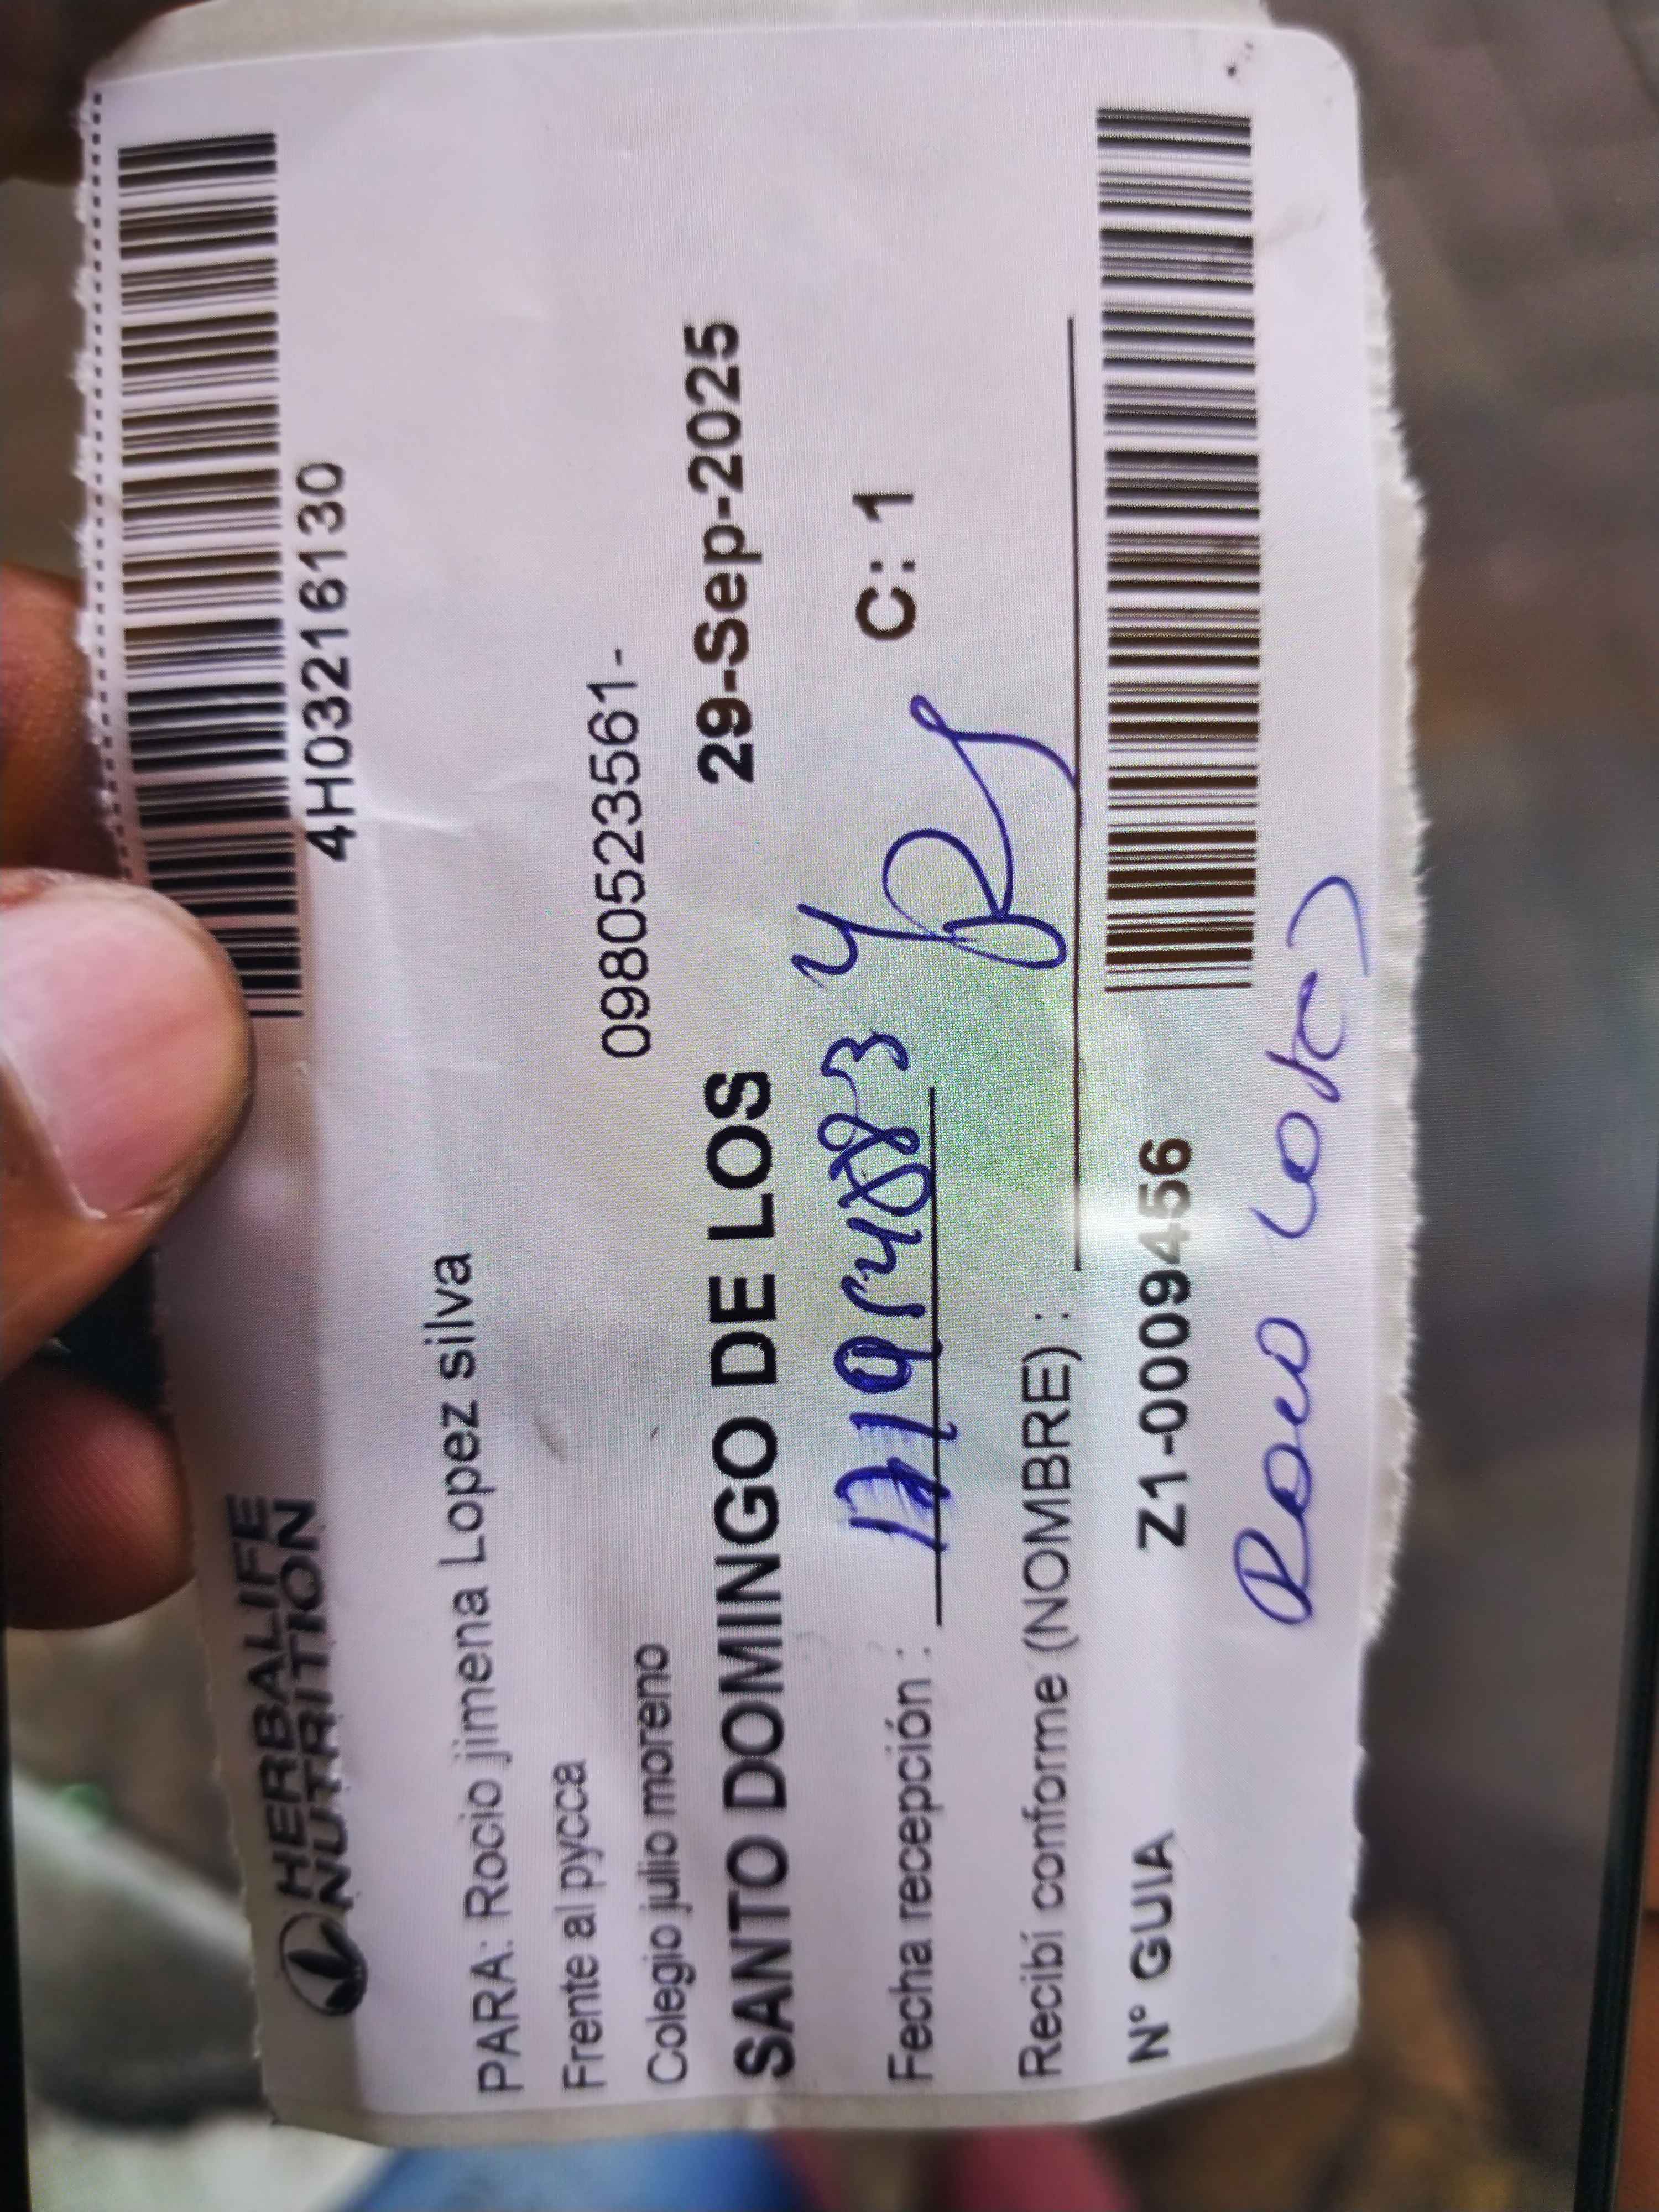 HERBALIFE
NUTRITION
4H03216130
PARA: Rocio jimena Lopez silva
Frente al pycca
0980523561-
Colegio julio moreno
SANTO DOMINGO DE LOS 29-Sep-2025
Fecha recepción : C: 1
Recibí conforme (NOMBRE) :
N° GUIA Z1-0009456